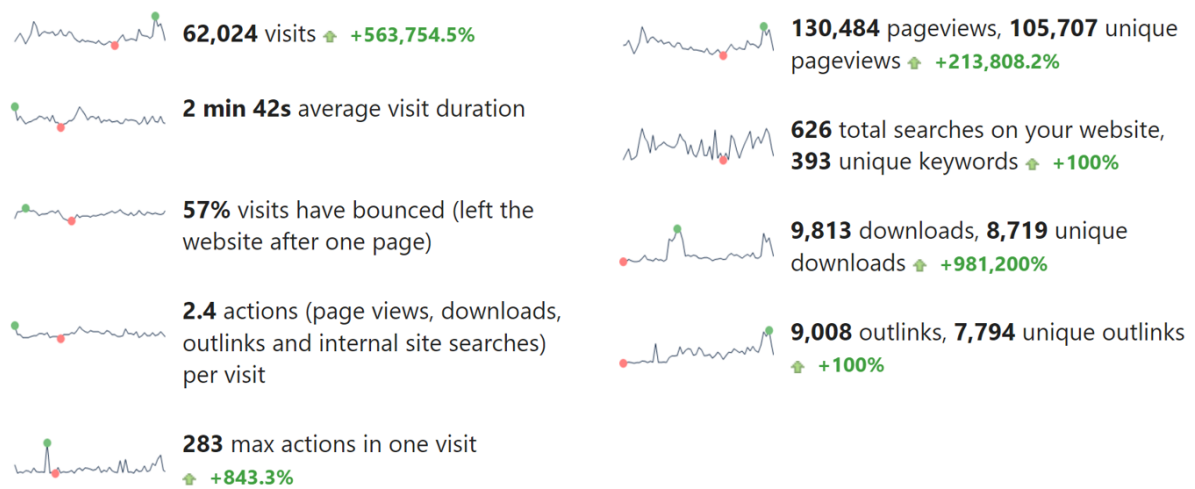 62,024 visits +563,754.5%
2 min 42s average visit duration
57% visits have bounced (left the
website after one page)
2.4 actions (page views, downloads,
outlinks and internal site searches)
per visit
283 max actions in one visit
+843.3%
130,484 pageviews, 105,707 unique
pageviews +213,808.2%
626 total searches on your website,
393 unique keywords +100%
9,813 downloads, 8,719 unique
downloads +981,200%
9,008 outlinks, 7,794 unique outlinks
+100%